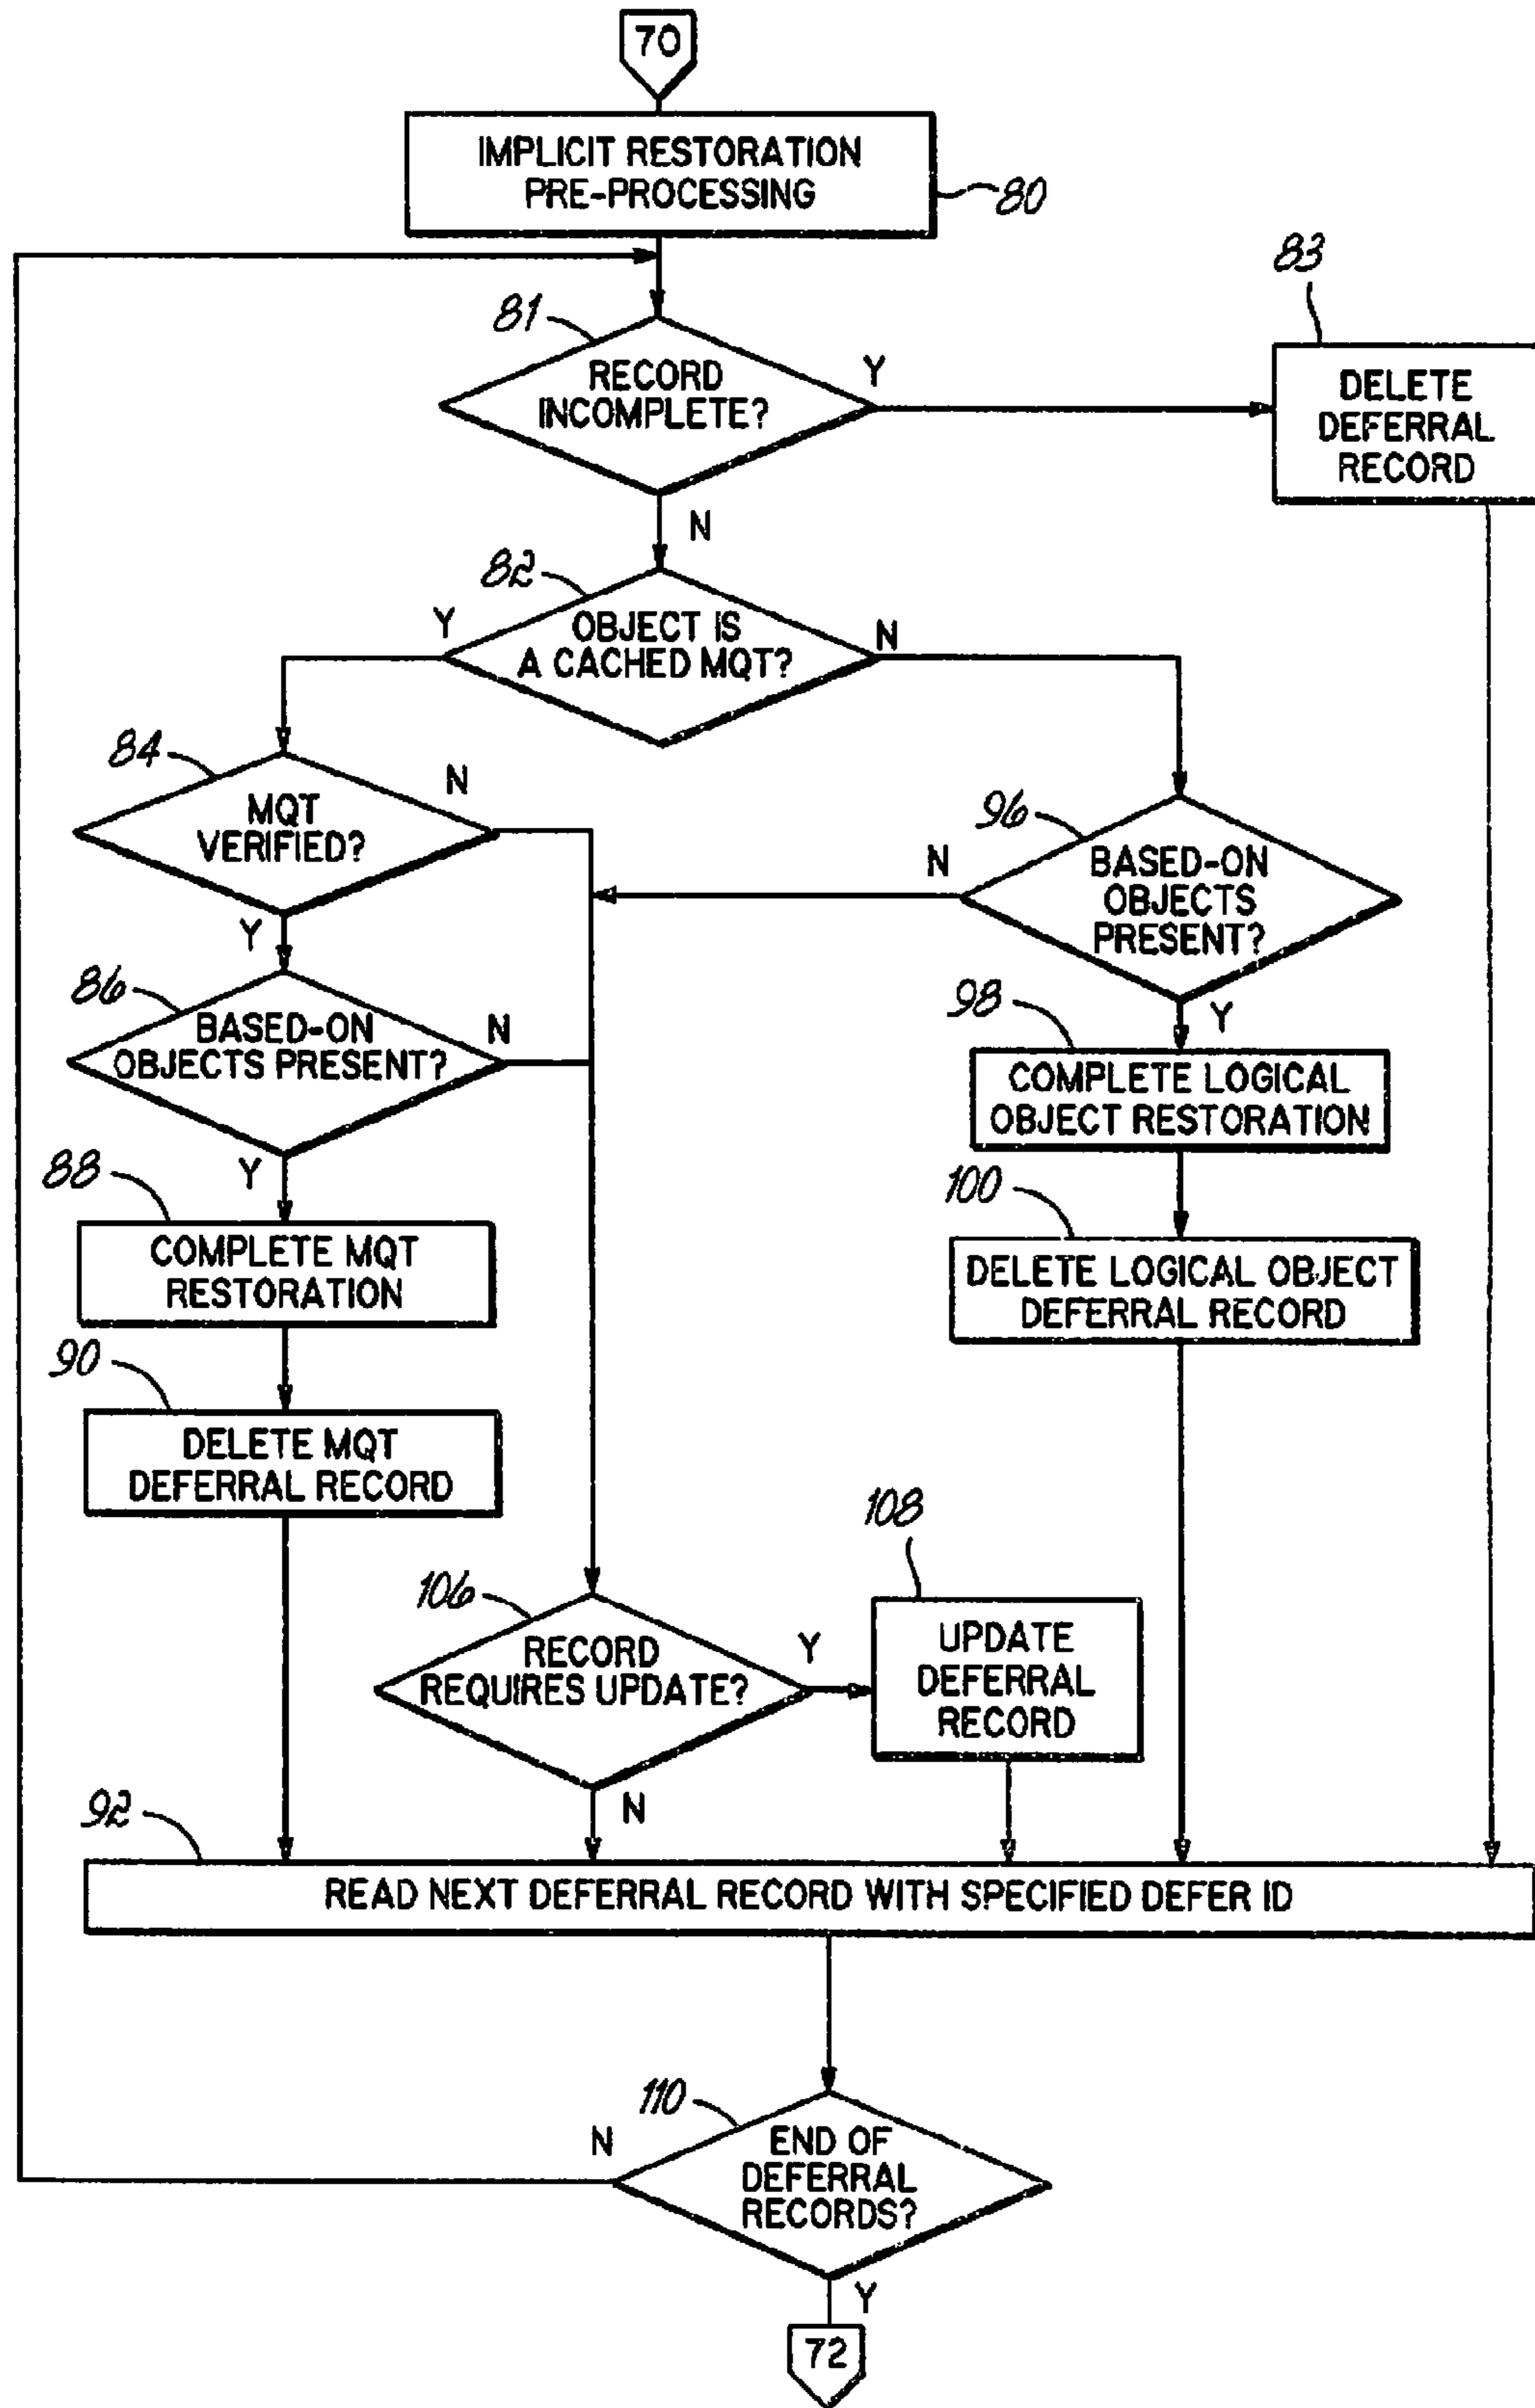 70
IMPLICIT RESTORATION
PRE-PROCESSING
80
81
RECORD
INCOMPLETE?
Y
N
83
DELETE
DEFERRAL
RECORD
82
OBJECT IS
A CACHED MQT?
Y
N
84
MQT
VERIFIED?
N
Y
96
BASED-ON
OBJECTS
PRESENT?
N
Y
86
BASED-ON
OBJECTS PRESENT?
N
Y
98
COMPLETE LOGICAL
OBJECT RESTORATION
88
COMPLETE MQT
RESTORATION
100
DELETE LOGICAL OBJECT
DEFERRAL RECORD
90
DELETE MQT
DEFERRAL RECORD
106
RECORD
REQUIRES UPDATE?
Y
N
108
UPDATE
DEFERRAL
RECORD
92
READ NEXT DEFERRAL RECORD WITH SPECIFIED DEFER ID
110
END OF
DEFERRAL
RECORDS?
N
Y
72